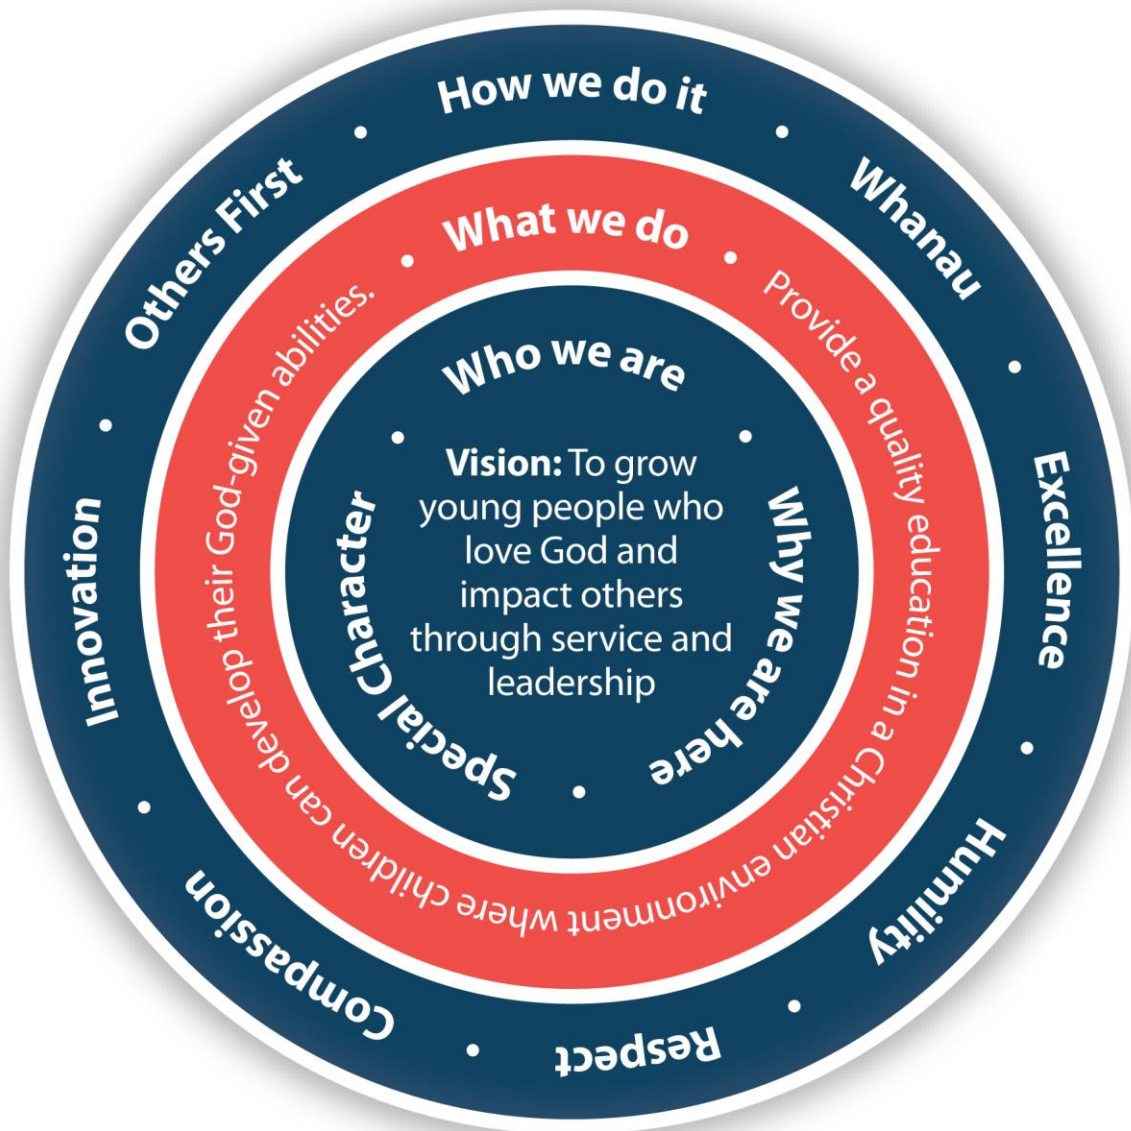 How we do it • Whanau • Excellence • Humility • Respect • Compassion • Innovation • Others First •
What we do • Provide a quality education in a Christian environment where children can develop their God-given abilities. •
Who we are • Why we are here • Special Character •
Vision: To grow
young people who
love God and
impact others
through service and
leadership